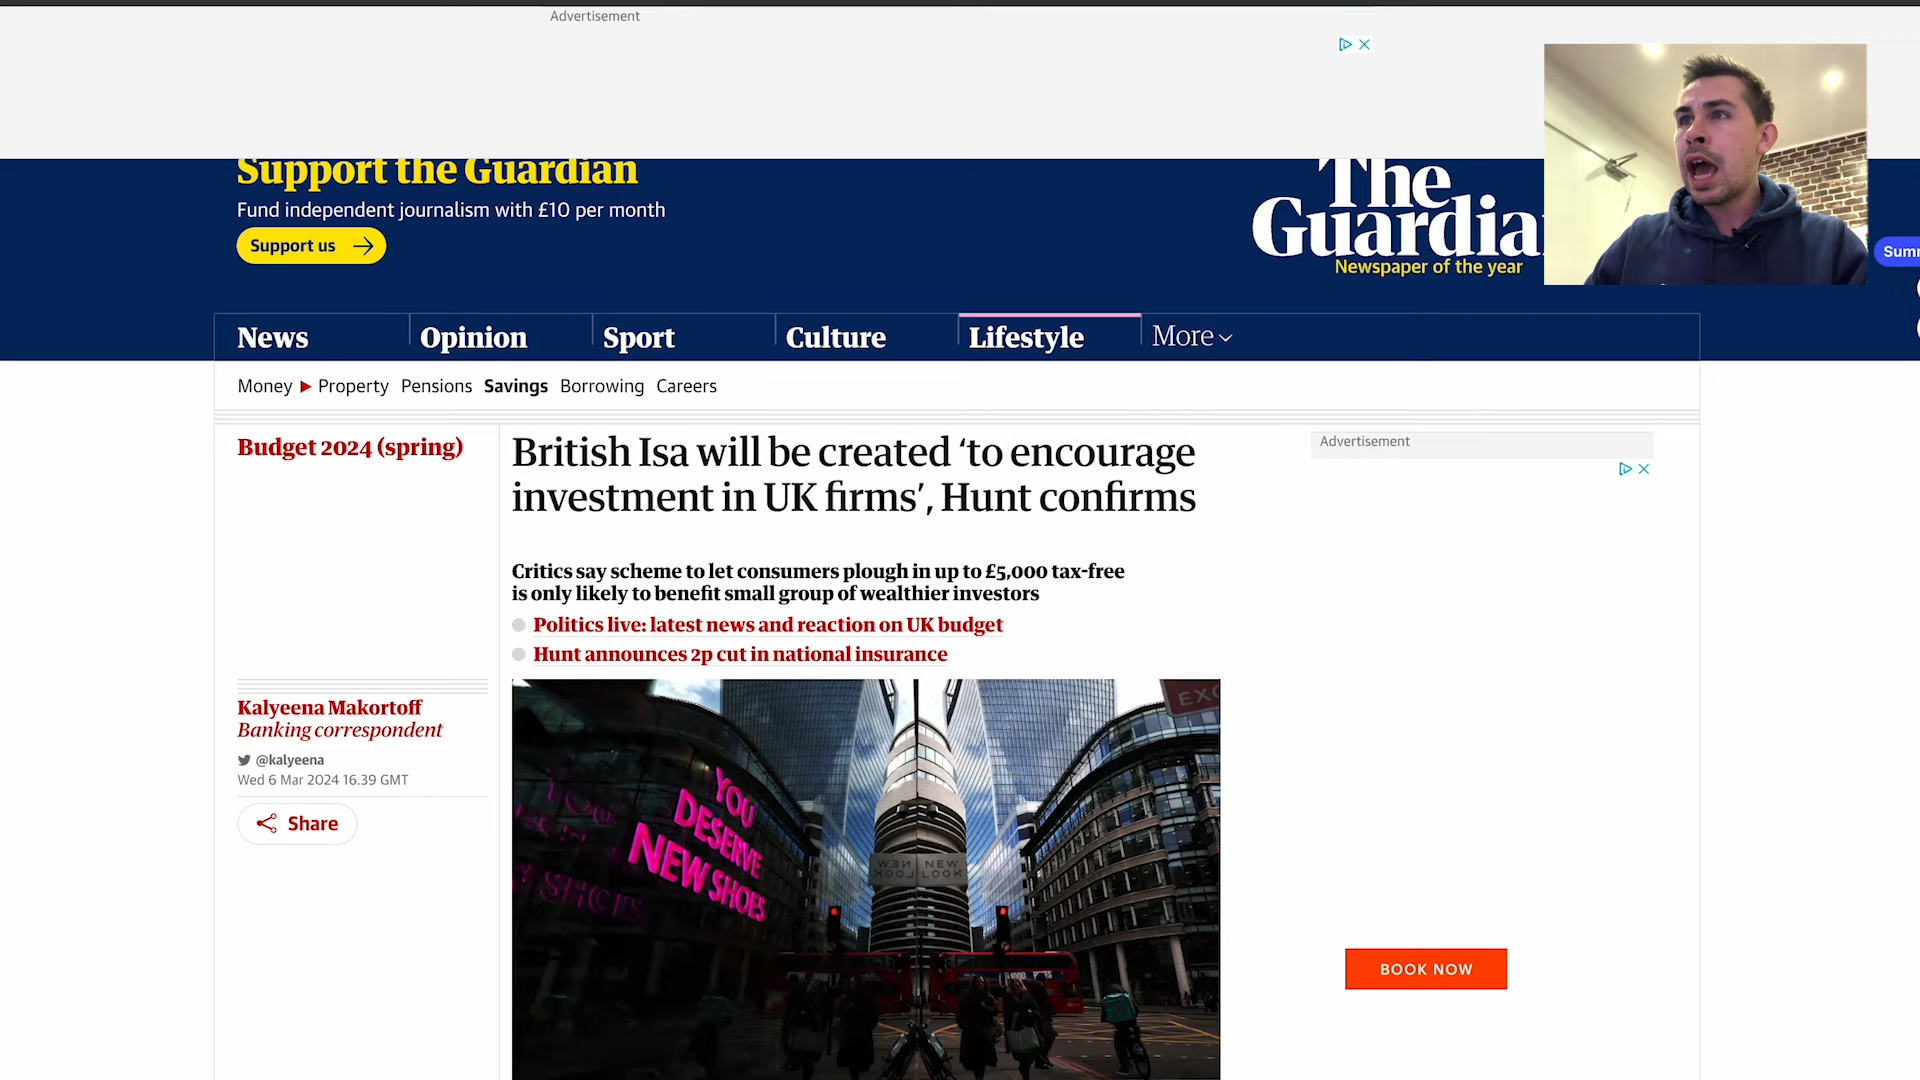 Advertisement
Support the Guardian
Fund independent journalism with £10 per month
Support us
The
Guardia
Newspaper of the year
Summ
News
Opinion
Sport
Culture
Lifestyle
More
Money
Property
Pensions
Savings
Borrowing
Careers
Budget 2024 (spring)
British Isa will be created ‘to encourage
investment in UK firms’, Hunt confirms
Advertisement
Critics say scheme to let consumers plough in up to £5,000 tax-free
is only likely to benefit small group of wealthier investors
Politics live: latest news and reaction on UK budget
Hunt announces 2p cut in national insurance
Kalyeena Makortoff
Banking correspondent
@kalyeena
Wed 6 Mar 2024 16.39 GMT
Share
EXC
YOU
DESERVE
NEW SHOES
NEW
LOOK
BOOK NOW